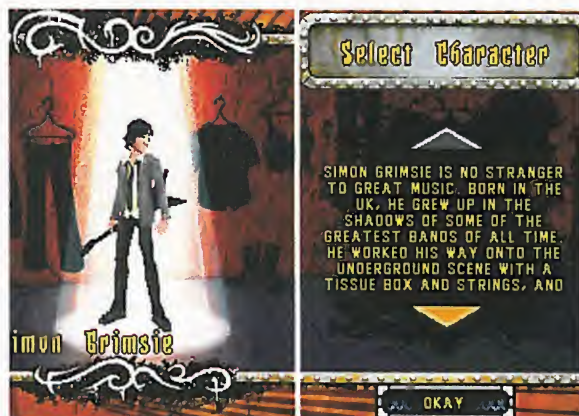 imon Grimsie
Select Character
SIMON GRIMSIE IS NO STRANGER
TO GREAT MUSIC. BORN IN THE
UK, HE GREW UP IN THE
SHADOWS OF SOME OF THE
GREATEST BANDS OF ALL TIME.
HE WORKED HIS WAY ONTO THE
UNDERGROUND SCENE WITH A
TISSUE BOX AND STRINGS, AND
OKAY